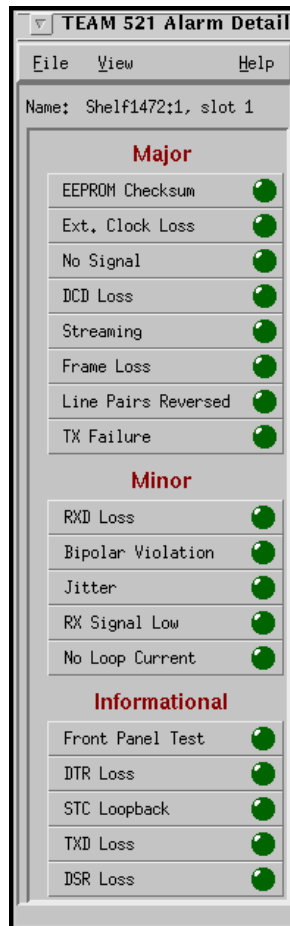 TEAM 521 Alarm Detail
File View Help
Name: Shelf1472:1, slot 1
Major
EEPROM Checksum
Ext. Clock Loss
No Signal
DCD Loss
Streaming
Frame Loss
Line Pairs Reversed
TX Failure
Minor
RXD Loss
Bipolar Violation
Jitter
RX Signal Low
No Loop Current
Informational
Front Panel Test
DTR Loss
STC Loopback
TXD Loss
DSR Loss